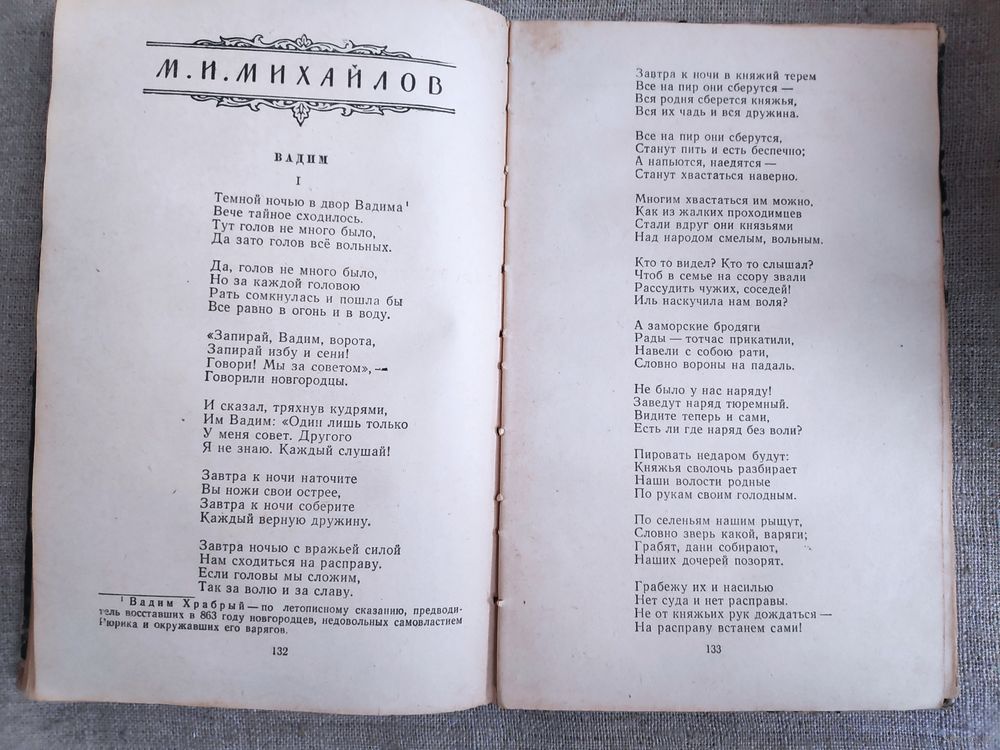 М.И.МИХАЙЛОВ
ВАДИМ
I
Темной ночью в двор Вадима¹
Вече тайное сходилось.
Тут голов не много было,
Да зато голов всё вольных.
Да, голов не много было,
Но за каждой головою
Рать сомкнулась и пошла бы
Все равно в огонь и в воду.
«Запирай, Вадим, ворота,
Запирай избу и сени!
Говори! Мы за советом»,—
Говорили новгородцы.
И сказал, тряхнув кудрями,
Им Вадим: «Один лишь только
У меня совет. Другого
Я не знаю. Каждый слушай!
Завтра к ночи наточите
Вы ножи свои острее,
Завтра к ночи соберите
Каждый верную дружину.
Завтра ночью с вражьей силой
Нам сходиться на расправу.
Если головы мы сложим,
Так за волю и за славу.
¹ Вадим Храбрый — по летописному сказанию, предводи-
тель восставших в 863 году новгородцев, недовольных самовластием
Рюрика и окружавших его варягов.
132
Завтра к ночи в княжий терем
Все на пир они сберутся —
Вся родня сберется княжья,
Вся их чадь и вся дружина.
Все на пир они сберутся,
Станут пить и есть беспечно;
А напьются, наедятся —
Станут хвастаться наверно.
Многим хвастаться им можно,
Как из жалких проходимцев
Стали вдруг они князьями
Над народом смелым, вольным.
Кто то видел? Кто то слышал?
Чтоб в семье на ссору звали
Рассудить чужих, соседей!
Иль наскучила нам воля?
А заморские бродяги
Рады — тотчас прикатили,
Навели с собою рати,
Словно вороны на падаль.
Не было у нас наряду!
Заведут наряд тюремный.
Видите теперь и сами,
Есть ли где наряд без воли?
Пировать недаром будут:
Княжья сволочь разбирает
Наши волости родные
По рукам своим голодным.
По селеньям нашим рыщут,
Словно зверь какой, варяги;
Грабят, дани собирают,
Наших дочерей позорят.
Грабежу их и насилью
Нет суда и нет расправы.
Не от княжьих рук дождаться —
На расправу встанем сами!
133